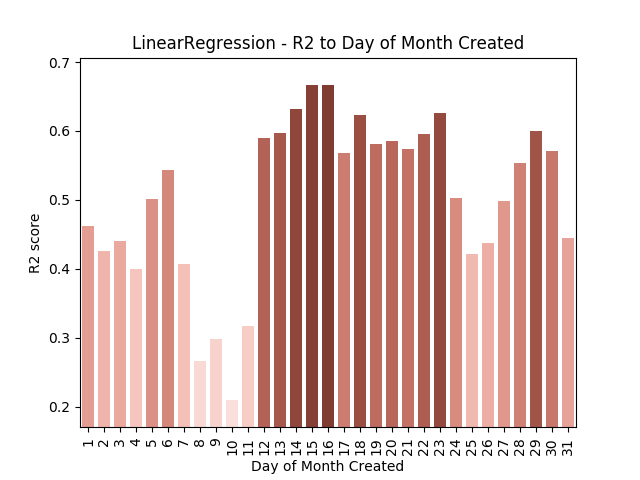 LinearRegression - R2 to Day of Month Created
0.7
0.6
0.5
0.4
0.3
0.2
R2 score
1 2 3 4 5 6 7 8 9 10 11 12 13 14 15 16 17 18 19 20 21 22 23 24 25 26 27 28 29 30 31
Day of Month Created